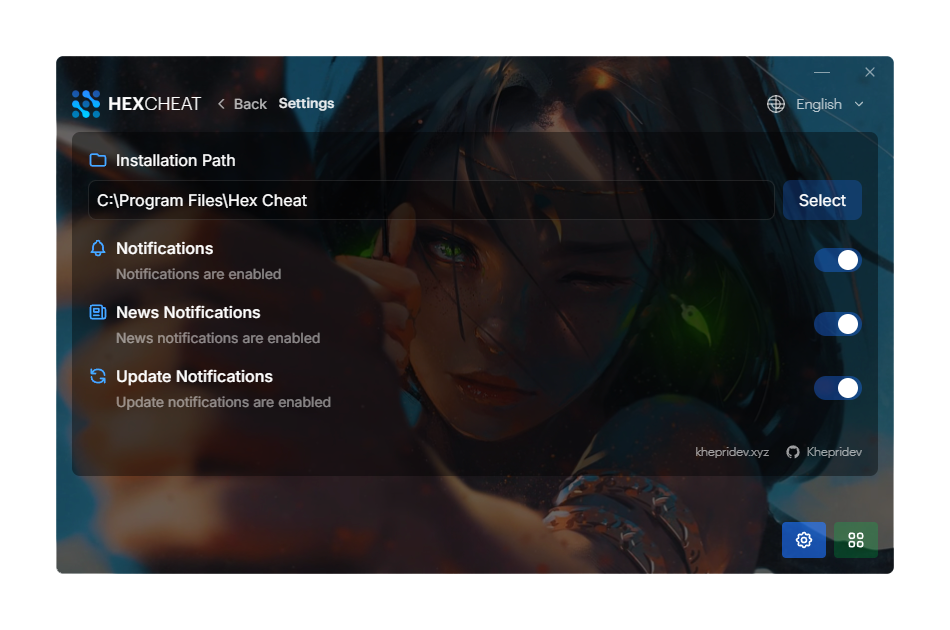 HEXCHEAT Back Settings English
Installation Path
C:\Program Files\Hex Cheat Select
Notifications
Notifications are enabled
News Notifications
News notifications are enabled
Update Notifications
Update notifications are enabled
khepridev.xyz Khepridev